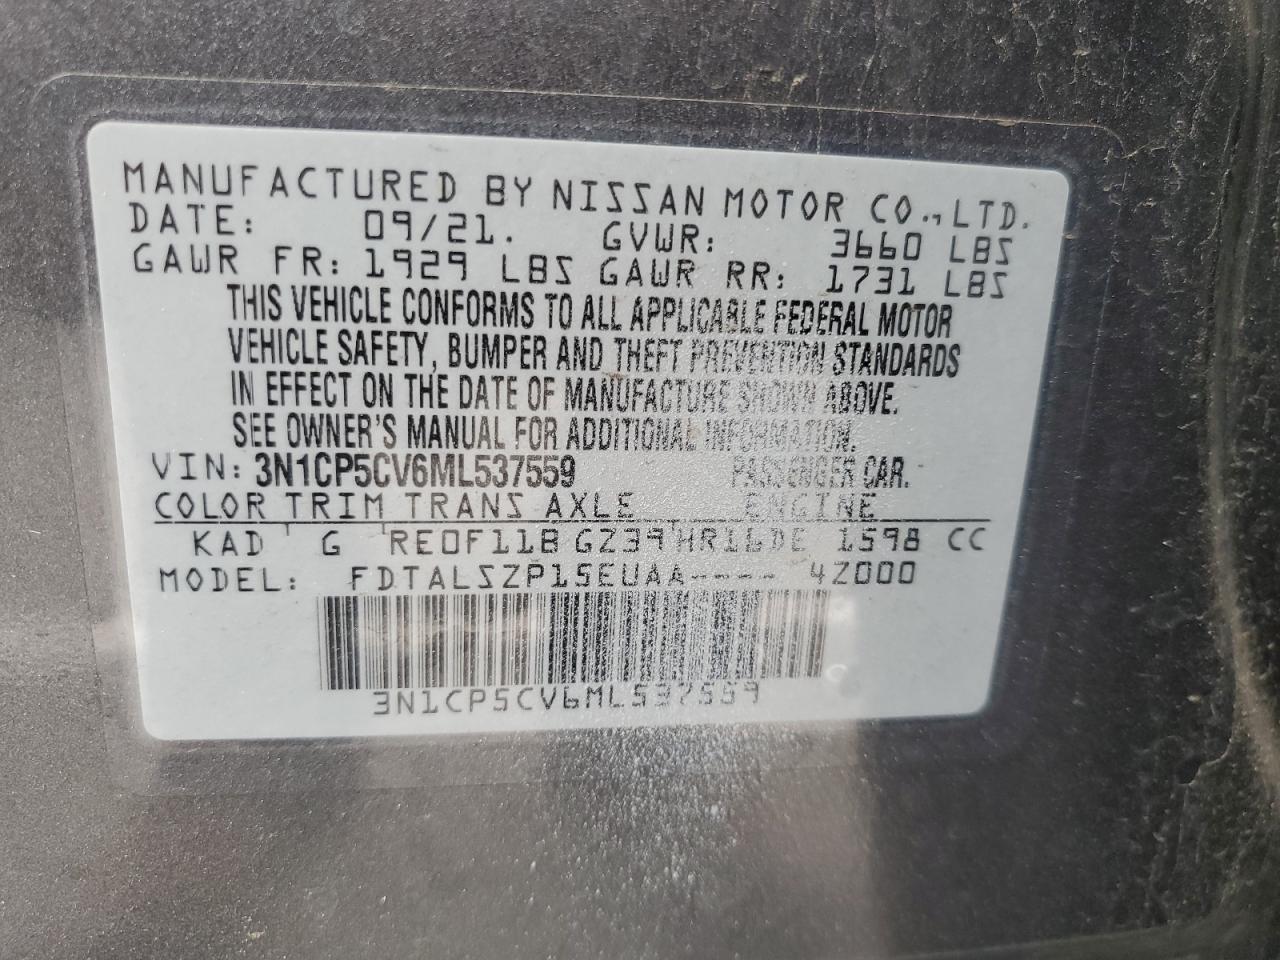 MANUFACTURED BY NISSAN MOTOR CO., LTD.
DATE: 09/21. GVWR: 3660 LBS
GAWR FR: 1929 LBS GAWR RR: 1731 LBS
THIS VEHICLE CONFORMS TO ALL APPLICABLE FEDERAL MOTOR
VEHICLE SAFETY, BUMPER AND THEFT PREVENTION STANDARDS
IN EFFECT ON THE DATE OF MANUFACTURE SHOWN ABOVE.
SEE OWNER'S MANUAL FOR ADDITIONAL INFORMATION.
VIN: 3N1CP5CV6ML537559 PASSENGER CAR.
COLOR TRIM TRANS AXLE ENGINE
KAD G RE0F11B GZ39 HR16DE 1598 CC
MODEL: FDTALSZP15EUAA---- 4Z000
3N1CP5CV6ML537559